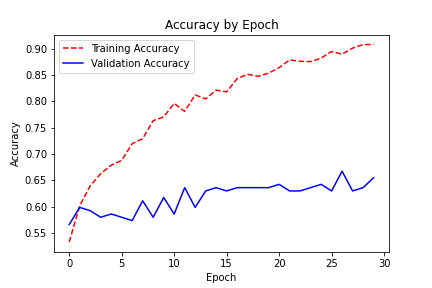 Accuracy by Epoch
Training Accuracy
Validation Accuracy
0.90
0.85
0.80
0.75
0.70
0.65
0.60
0.55
Accuracy
0 5 10 15 20 25 30
Epoch